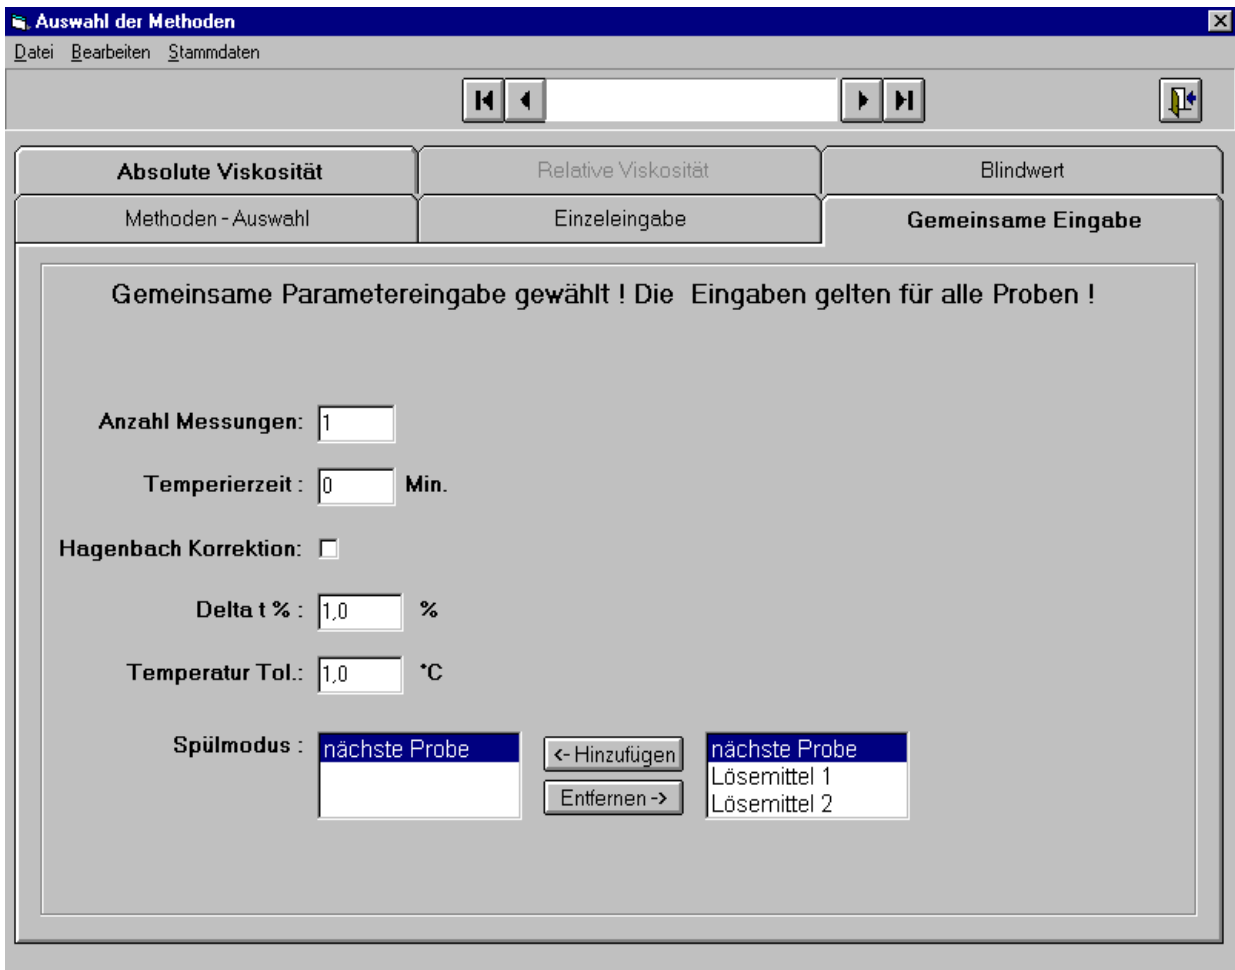 Auswahl der Methoden
Datei Bearbeiten Stammdaten
Absolute Viskosität Relative Viskosität Blindwert
Methoden - Auswahl Einzeleingabe Gemeinsame Eingabe
Gemeinsame Parametereingabe gewählt ! Die Eingaben gelten für alle Proben !
Anzahl Messungen: 1
Temperierzeit : 0 Min.
Hagenbach Korrektion:
Delta t % : 1,0 %
Temperatur Tol.: 1,0 °C
Spülmodus : nächste Probe <- Hinzufügen nächste Probe
Lösemittel 1
Entfernen -> Lösemittel 2